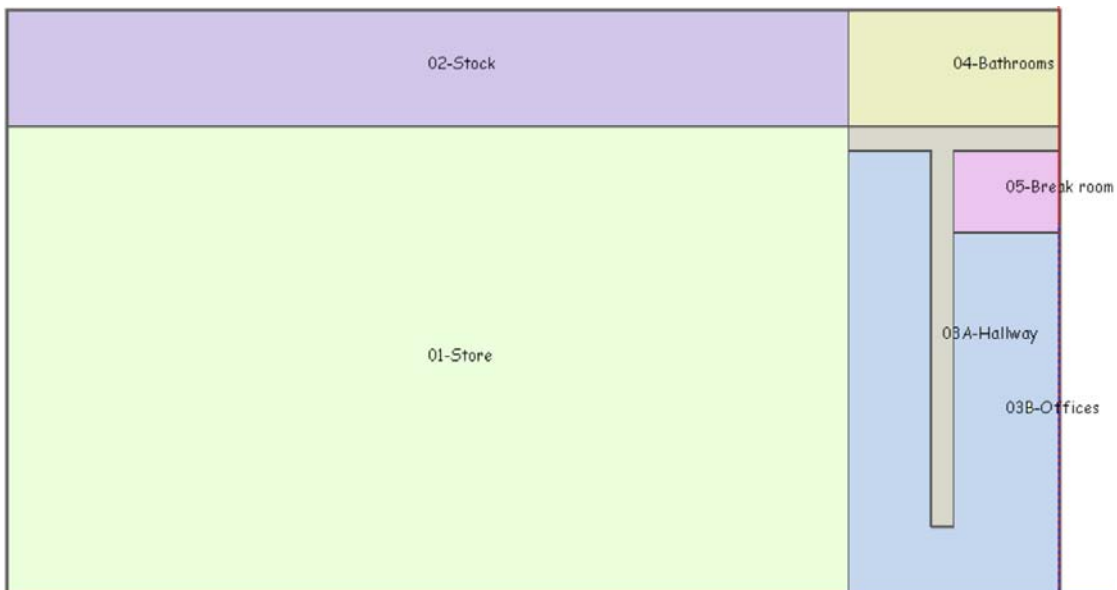 02-Stock
04-Bathrooms
05-Break room
03A-Hallway
01-Store
03B-Offices